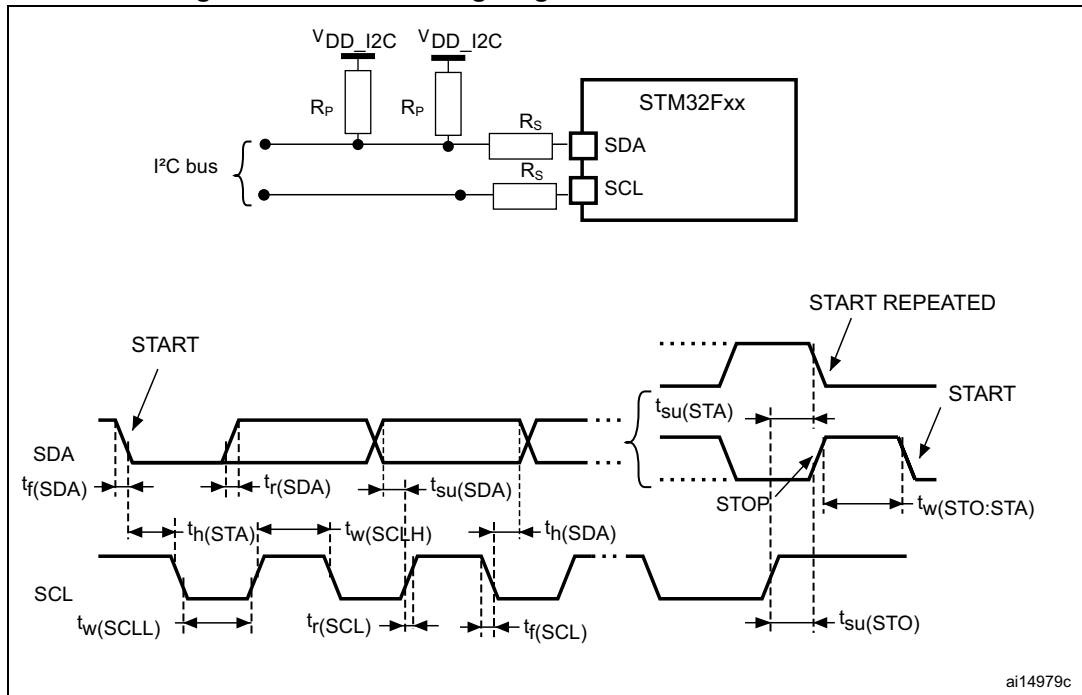 VDD_I2C VDD_I2C
STM32Fxx
RP RP
RS
SDA
I²C bus
RS
SCL
START REPEATED
START
START
tsu(STA)
SDA
tf(SDA) tr(SDA) tsu(SDA)
STOP
tw(STO:STA)
th(STA) tw(SCLH) th(SDA)
SCL
tw(SCLL) tr(SCL) tf(SCL) tsu(STO)
ai14979c